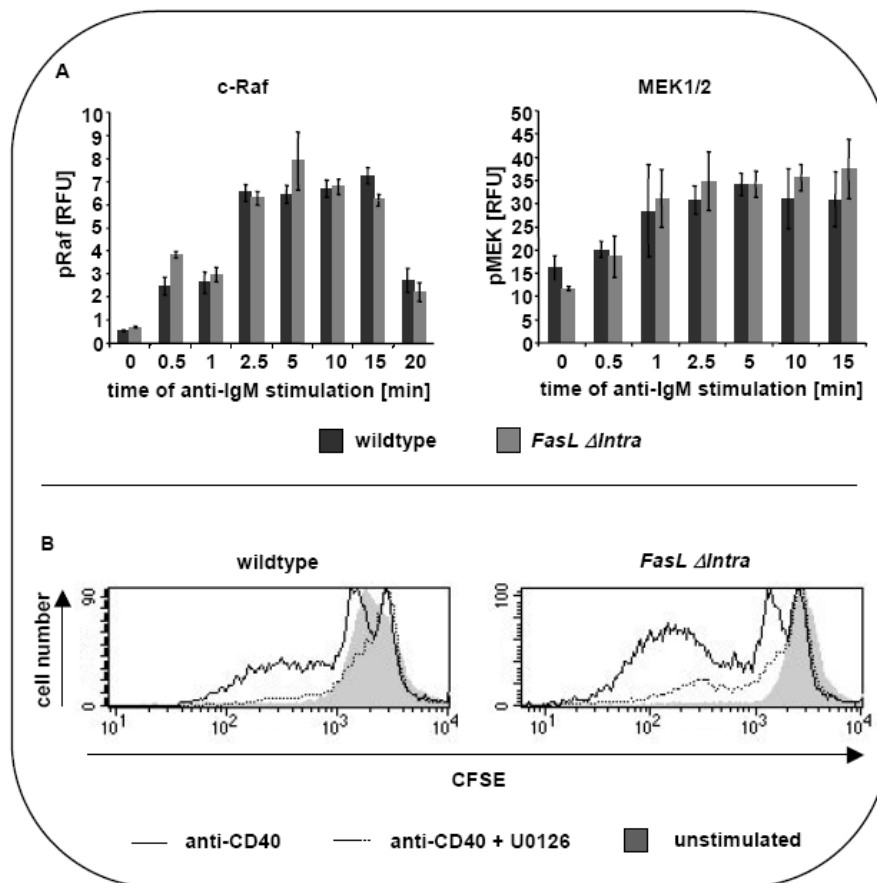 A
c-Raf
MEK1/2
10
9
8
7
6
5
4
3
2
1
0
pRaf [RFU]
0 0.5 1 2.5 5 10 15 20
time of anti-IgM stimulation [min]
50
45
40
35
30
25
20
15
10
5
0
pMEK [RFU]
0 0.5 1 2.5 5 10 15
time of anti-IgM stimulation [min]
wildtype
FasL ΔIntra
B
wildtype
FasL ΔIntra
cell number
90
0
10¹ 10² 10³ 10⁴
100
0
10¹ 10² 10³ 10⁴
CFSE
anti-CD40
anti-CD40 + U0126
unstimulated